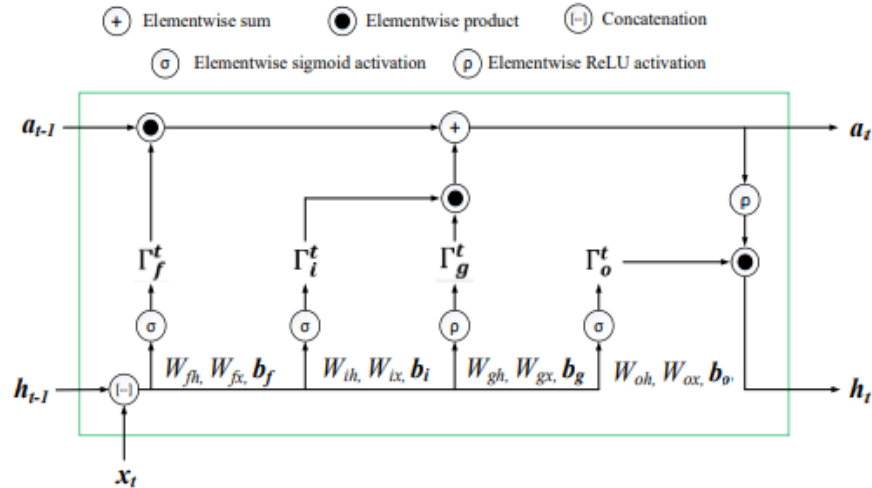 + Elementwise sum Elementwise product [--] Concatenation
σ Elementwise sigmoid activation ρ Elementwise ReLU activation
a_{t-1} + a_t
ρ
Γ_f^t Γ_i^t Γ_g^t Γ_o^t
σ σ ρ σ
W_{fh}, W_{fx}, b_f W_{ih}, W_{ix}, b_i W_{gh}, W_{gx}, b_g W_{oh}, W_{ox}, b_o
h_{t-1} [--] h_t
x_t